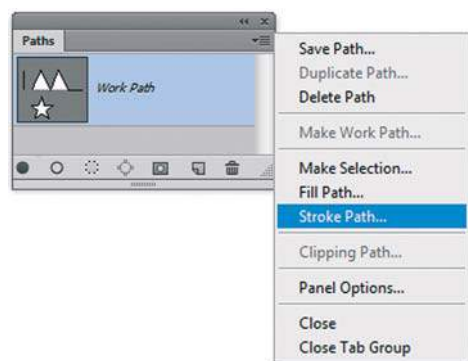 Paths
Work Path
Save Path...
Duplicate Path...
Delete Path
Make Work Path...
Make Selection...
Fill Path...
Stroke Path...
Clipping Path...
Panel Options...
Close
Close Tab Group